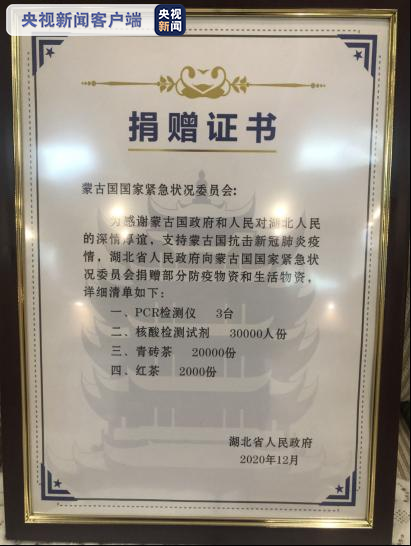 央视新闻客户端
央视
新闻
捐赠证书
蒙古国国家紧急状况委员会:
为感谢蒙古国政府和人民对湖北人民
的深情厚谊，支持蒙古国抗击新冠肺炎疫
情，湖北省人民政府向蒙古国国家紧急状
况委员会捐赠部分防疫物资和生活物资，
详细清单如下:
一、PCR检测仪 3台
二、核酸检测试剂 30000人份
三、青砖茶 20000份
四、红茶 2000份
湖北省人民政府
2020年12月